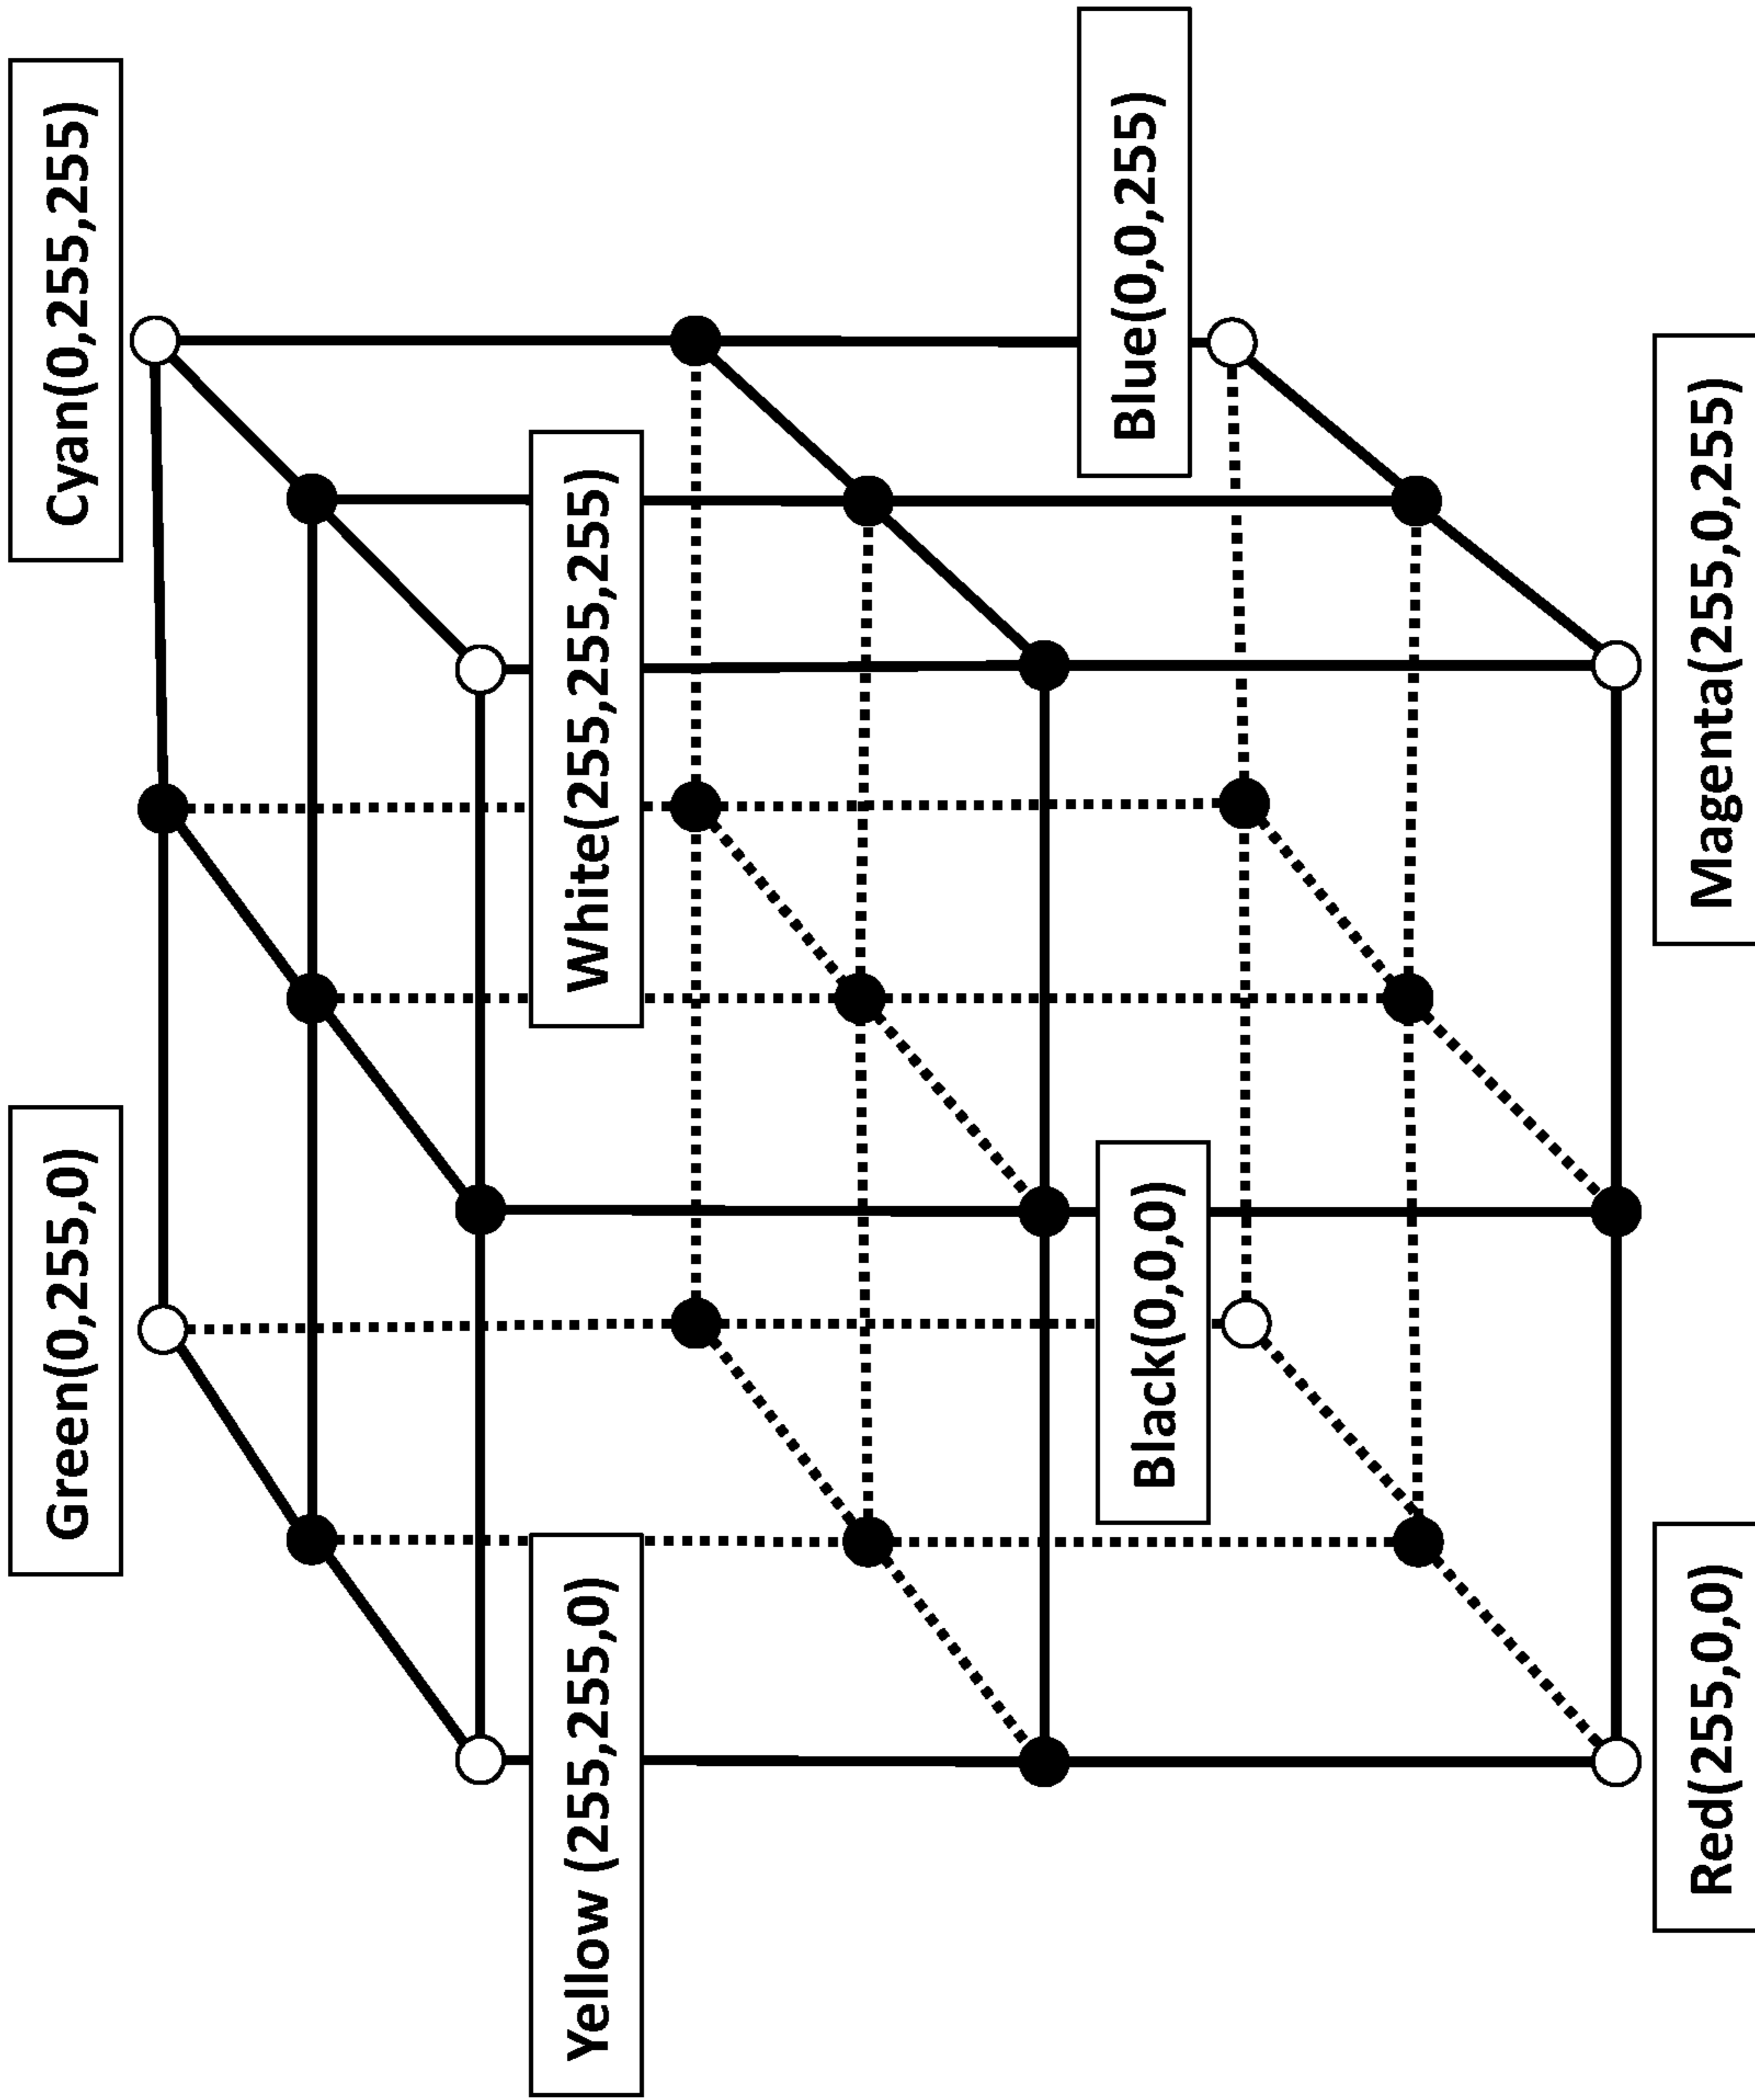 Green(0,255,0)
Cyan(0,255,255)
Yellow (255,255,0)
White(255,255,255)
Black(0,0,0)
Blue(0,0,255)
Red(255,0,0)
Magenta(255,0,255)